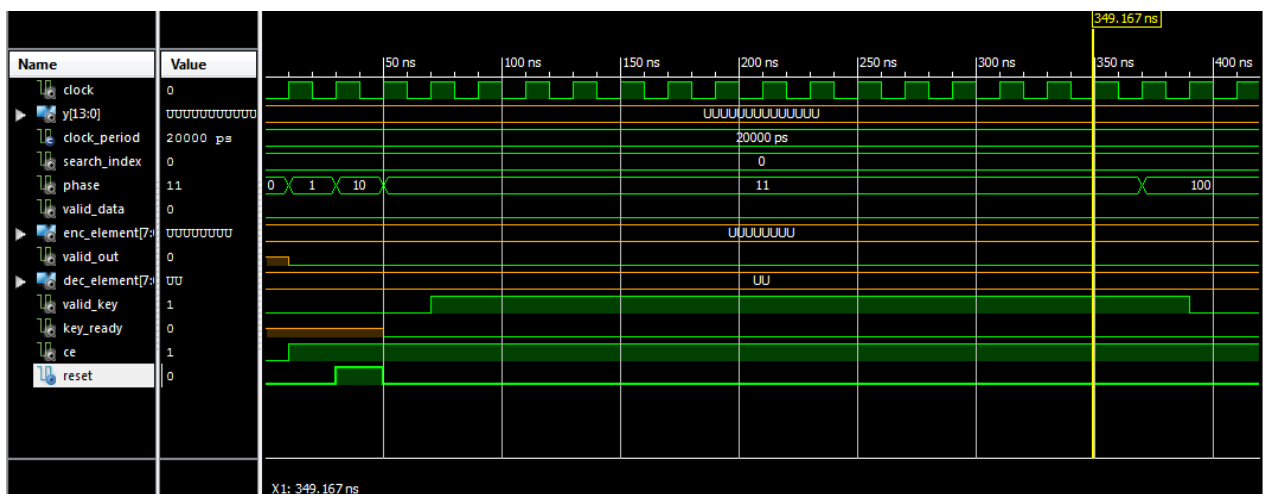 349.167 ns
Name Value
50 ns 100 ns 150 ns 200 ns 250 ns 300 ns 350 ns 400 ns
clock 0
y[13:0] UUUUUUUUUUU UUUUUUUUUUUUUU
clock_period 20000 ps 20000 ps
search_index 0 0
phase 11 0 1 10 11 100
valid_data 0
enc_element[7: UUUUUUUU UUUUUUUU
valid_out 0
dec_element[7: UU UU
valid_key 1
key_ready 0
ce 1
reset 0
X1: 349.167 ns